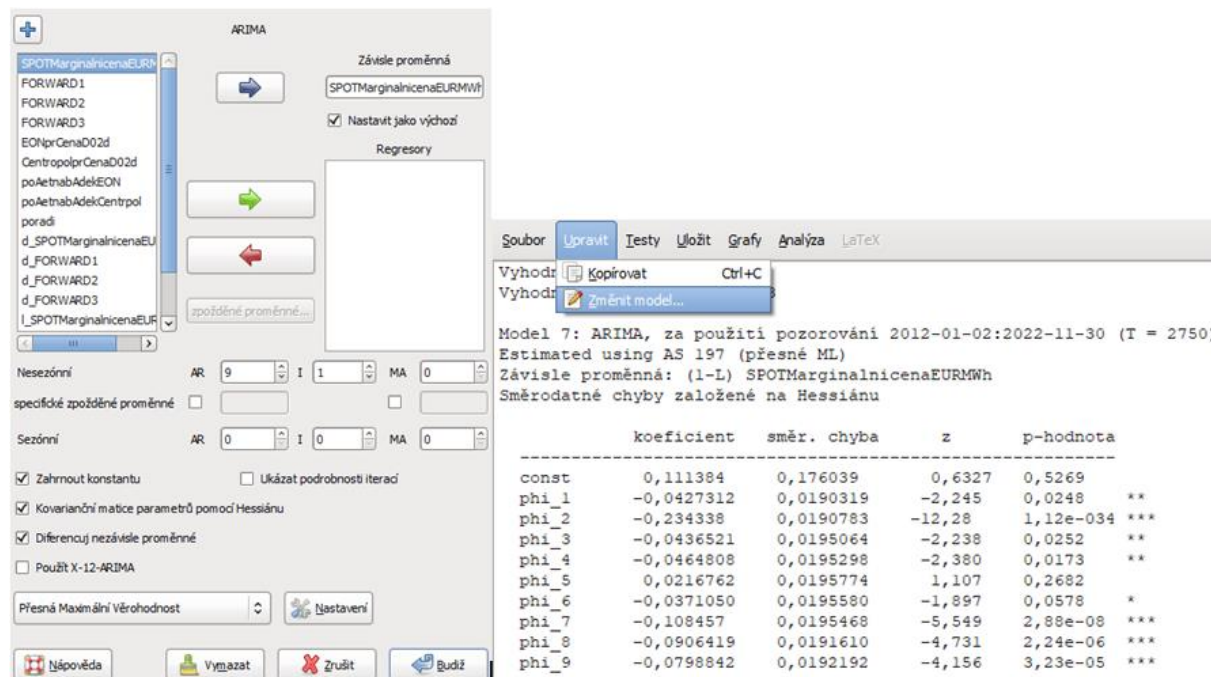 ARIMA
SPOTMarginalnicenaEURM
FORWARD1
FORWARD2
FORWARD3
EONprCenaD02d
CentropolprCenaD02d
poAetnabAdekEON
poAetnabAdekCentrpol
poradi
d_SPOTMarginalnicenaEU
d_FORWARD1
d_FORWARD2
d_FORWARD3
l_SPOTMarginalnicenaEUR
Závisle proměnná
SPOTMarginalnicenaEURMWh
Nastavit jako výchozí
Regresory
zpožděné proměnné...
Nesezónní AR 9 I 1 MA 0
specifické zpožděné proměnné
Sezónní AR 0 I 0 MA 0
Zahrnout konstantu Ukázat podrobnosti iterací
Kovarianční matice parametrů pomocí Hessiánu
Diferencuj nezávisle proměnné
Použít X-12-ARIMA
Přesná Maximální Věrohodnost Nastavení
Nápověda Vymazat Zrušit Budiž
Soubor Upravit Testy Uložit Grafy Analýza LaTeX
Vyhodn
Kopírovat Ctrl+C
Vyhodn
Změnit model...
Model 7: ARIMA, za použití pozorování 2012-01-02:2022-11-30 (T = 2750)
Estimated using AS 197 (přesné ML)
Závisle proměnná: (1-L) SPOTMarginalnicenaEURMWh
Směrodatné chyby založené na Hessiánu
koeficient směr. chyba z p-hodnota
const 0,111384 0,176039 0,6327 0,5269
phi_1 -0,0427312 0,0190319 -2,245 0,0248 **
phi_2 -0,234338 0,0190783 -12,28 1,12e-034 ***
phi_3 -0,0436521 0,0195064 -2,238 0,0252 **
phi_4 -0,0464808 0,0195298 -2,380 0,0173 **
phi_5 0,0216762 0,0195774 1,107 0,2682
phi_6 -0,0371050 0,0195580 -1,897 0,0578 *
phi_7 -0,108457 0,0195468 -5,549 2,88e-08 ***
phi_8 -0,0906419 0,0191610 -4,731 2,24e-06 ***
phi_9 -0,0798842 0,0192192 -4,156 3,23e-05 ***